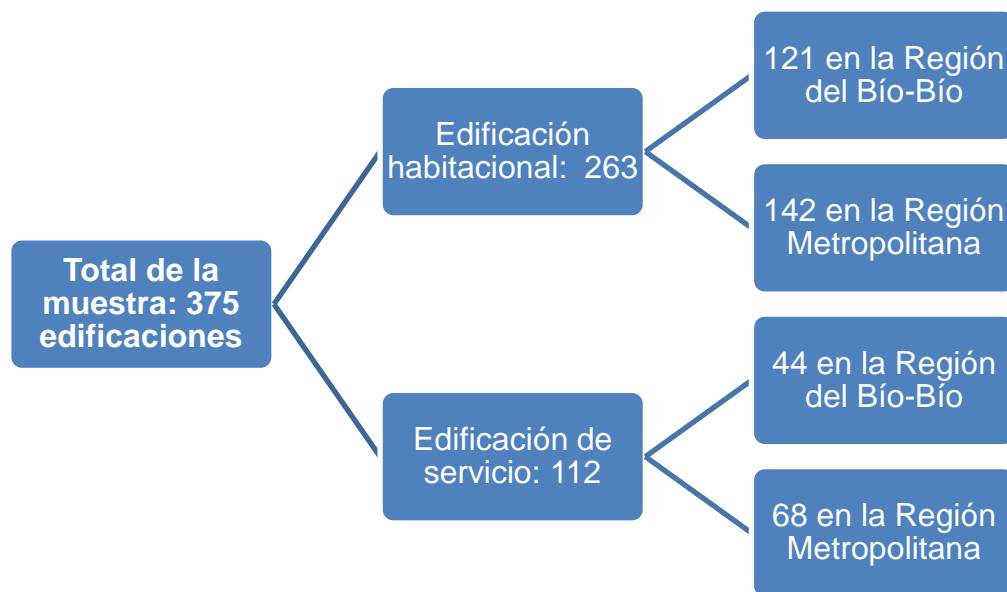 Total de la
muestra: 375
edificaciones
Edificación
habitacional: 263
121 en la Región
del Bío-Bío
142 en la Región
Metropolitana
Edificación de
servicio: 112
44 en la Región
del Bío-Bío
68 en la Región
Metropolitana